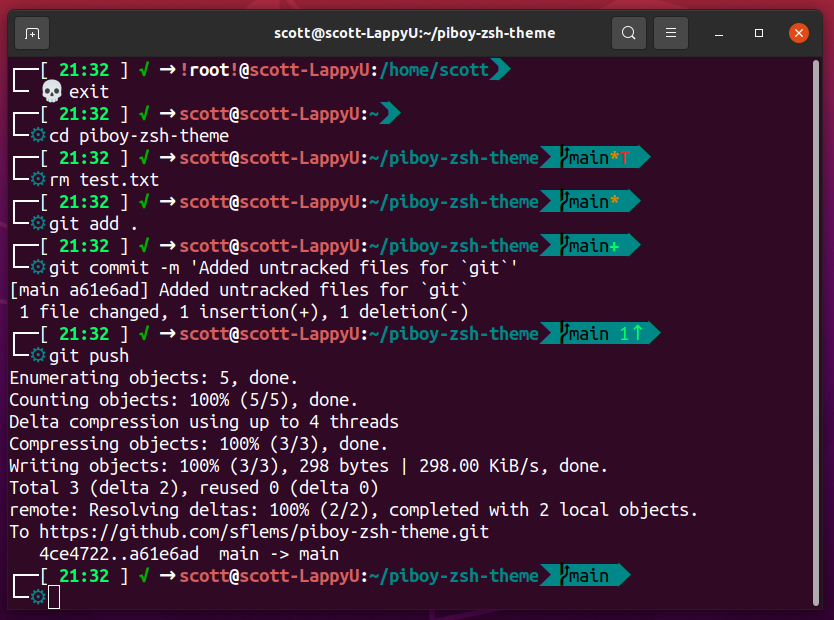 scott@scott-LappyU:~/piboy-zsh-theme
[ 21:32 ] √ →!root!@scott-LappyU:/home/scott
💀 exit
[ 21:32 ] √ →scott@scott-LappyU:~
⚙cd piboy-zsh-theme
[ 21:32 ] √ →scott@scott-LappyU:~/piboy-zsh-theme main*T
⚙rm test.txt
[ 21:32 ] √ →scott@scott-LappyU:~/piboy-zsh-theme main*
⚙git add .
[ 21:32 ] √ →scott@scott-LappyU:~/piboy-zsh-theme main+
⚙git commit -m 'Added untracked files for `git`'
[main a61e6ad] Added untracked files for `git`
1 file changed, 1 insertion(+), 1 deletion(-)
[ 21:32 ] √ →scott@scott-LappyU:~/piboy-zsh-theme main 1↑
⚙git push
Enumerating objects: 5, done.
Counting objects: 100% (5/5), done.
Delta compression using up to 4 threads
Compressing objects: 100% (3/3), done.
Writing objects: 100% (3/3), 298 bytes | 298.00 KiB/s, done.
Total 3 (delta 2), reused 0 (delta 0)
remote: Resolving deltas: 100% (2/2), completed with 2 local objects.
To https://github.com/sflems/piboy-zsh-theme.git
4ce4722..a61e6ad  main -> main
[ 21:32 ] √ →scott@scott-LappyU:~/piboy-zsh-theme main
⚙